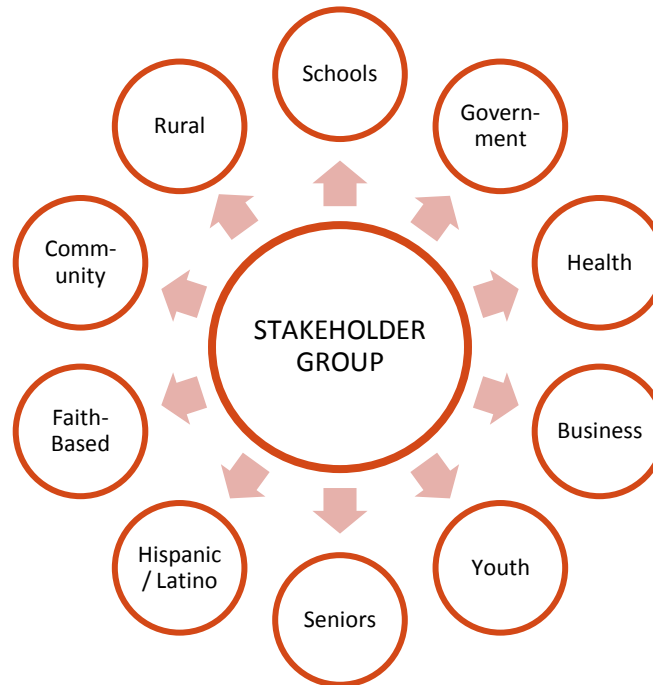 Schools
Govern-
ment
Health
Business
Youth
Seniors
Hispanic
/ Latino
Faith-
Based
Comm-
unity
Rural
STAKEHOLDER
GROUP